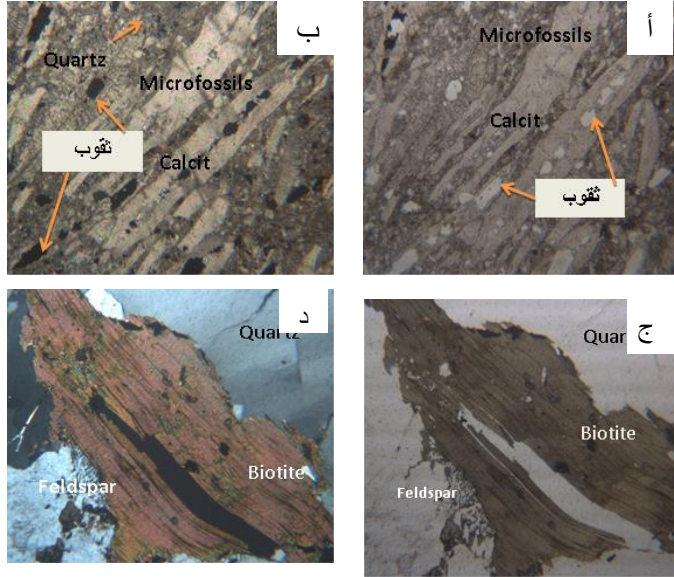 أ
Microfossils
Calcit
ثقوب
ب
Quartz
Microfossils
ثقوب
Calcit
ج
Quar
Biotite
Feldspar
د
Quartz
Biotite
Feldspar